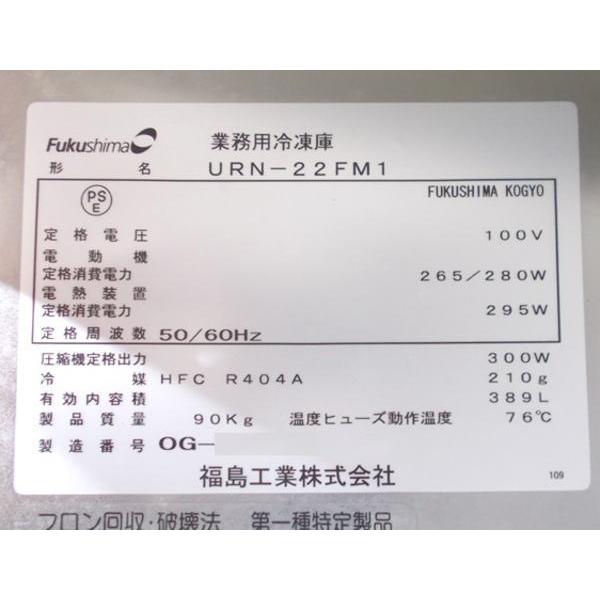 Fukushima 業務用冷凍庫
形名 URN-22FM1
PS E FUKUSHIMA KOGYO
定格電圧 100V
電動機
定格消費電力 265/280W
電熱装置
定格消費電力 295W
定格周波数 50/60Hz
圧縮機定格出力 300W
冷媒 HFC R404A 210g
有効内容積 389L
製品質量 90Kg 温度ヒューズ動作温度 76℃
製造番号 OG-
福島工業株式会社 109
フロン回収・破壊法 第一種特定製品